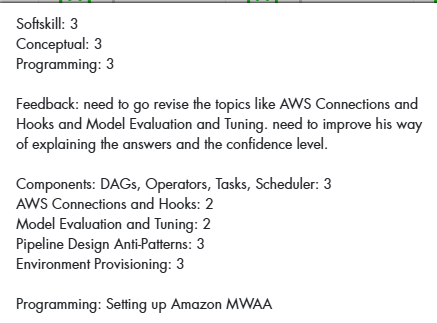 Softskill: 3
Conceptual: 3
Programming: 3
Feedback: need to go revise the topics like AWS Connections and
Hooks and Model Evaluation and Tuning. need to improve his way
of explaining the answers and the confidence level.
Components: DAGs, Operators, Tasks, Scheduler: 3
AWS Connections and Hooks: 2
Model Evaluation and Tuning: 2
Pipeline Design Anti-Patterns: 3
Environment Provisioning: 3
Programming: Setting up Amazon MWAA